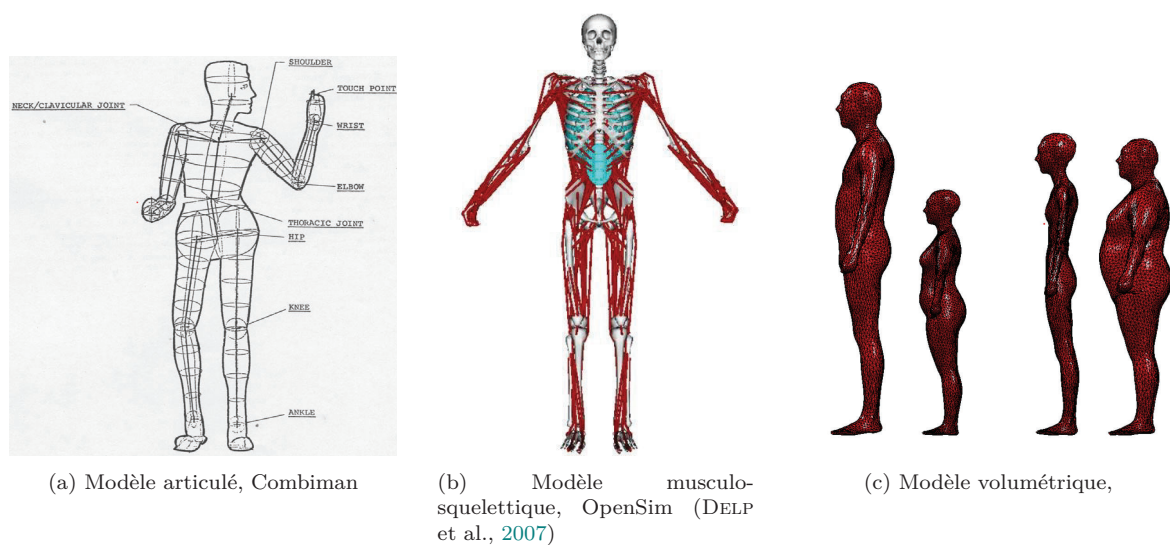 SHOULDER
TOUCH POINT
NECK/CLAVICULAR JOINT
WRIST
ELBOW
THORACIC JOINT
HIP
KNEE
ANKLE
(a) Modèle articulé, Combiman
(b) Modèle musculo-
squelettique, OpenSim (DELP
et al., 2007)
(c) Modèle volumétrique,